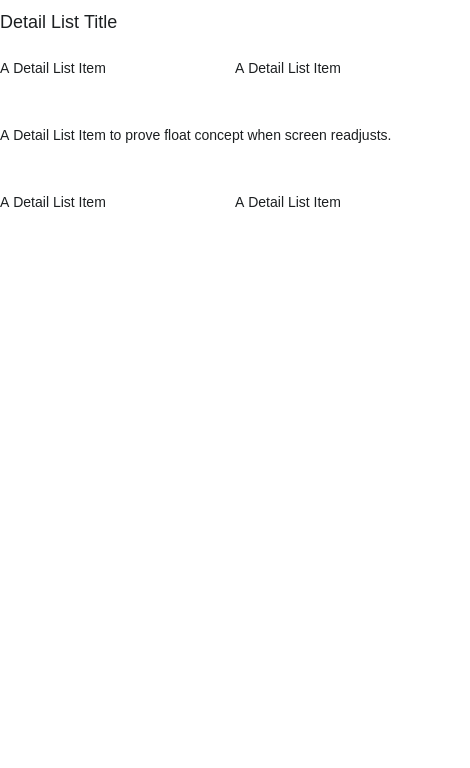 Detail List Title
A Detail List Item A Detail List Item
A Detail List Item to prove float concept when screen readjusts.
A Detail List Item A Detail List Item